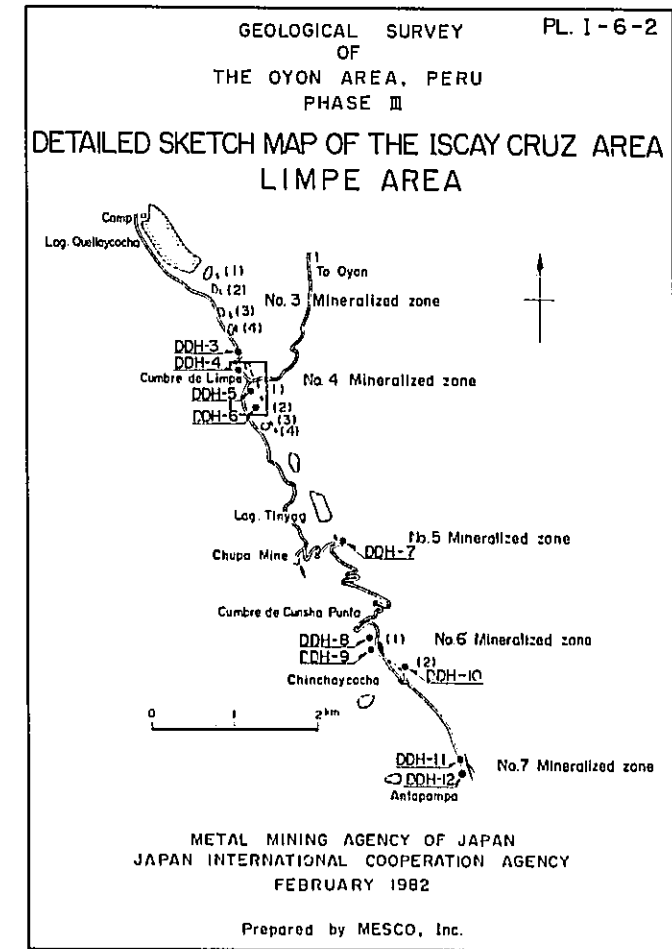 GEOLOGICAL SURVEY
PL. I-6-2
OF
THE OYON AREA, PERU
PHASE Ⅲ
DETAILED SKETCH MAP OF THE ISCAY CRUZ AREA
LIMPE AREA
Camp
Lag. Quellaycocha
(1)
To Oyon
(2)
No. 3 Mineralized zone
(3)
(4)
DDH-3
DDH-4
Cumbre de Limpe
No. 4 Mineralized zone
DDH-5
(1)
DDH-6
(2)
(3)
(4)
Lag. Tinyag
No.5 Mineralized zone
Chupa Mine
DDH-7
Cumbre de Cunsha Punta
DDH-8
(1)
No.6 Mineralized zone
DDH-9
(2)
DDH-10
Chinchaycocha
0 1 2 km
DDH-11
No.7 Mineralized zone
DDH-12
Antapampa
METAL MINING AGENCY OF JAPAN
JAPAN INTERNATIONAL COOPERATION AGENCY
FEBRUARY 1982
Prepared by MESCO, Inc.